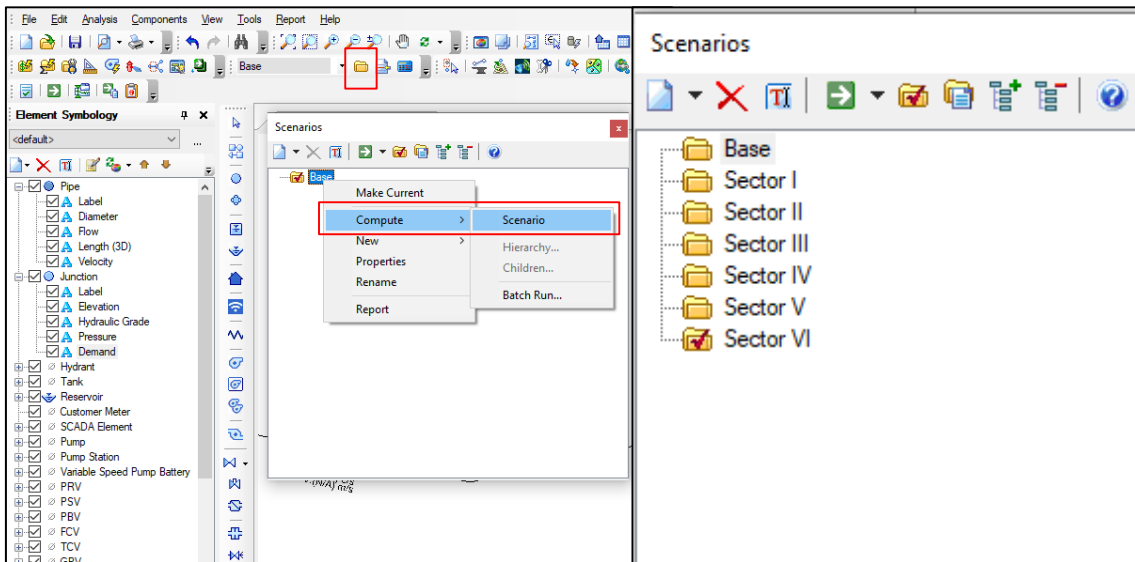 File Edit Analysis Components View Tools Report Help
Base
Element Symbology
<default>
...
Pipe
Label
Diameter
Flow
Length (3D)
Velocity
Junction
Label
Elevation
Hydraulic Grade
Pressure
Demand
Hydrant
Tank
Reservoir
Customer Meter
SCADA Element
Pump
Pump Station
Variable Speed Pump Battery
PRV
PSV
PBV
FCV
TCV
GPV
Scenarios
Base
Make Current
Compute
New
Properties
Rename
Report
Scenario
Hierarchy...
Children...
Batch Run...
(N/A)
m/s
Scenarios
Base
Sector I
Sector II
Sector III
Sector IV
Sector V
Sector VI